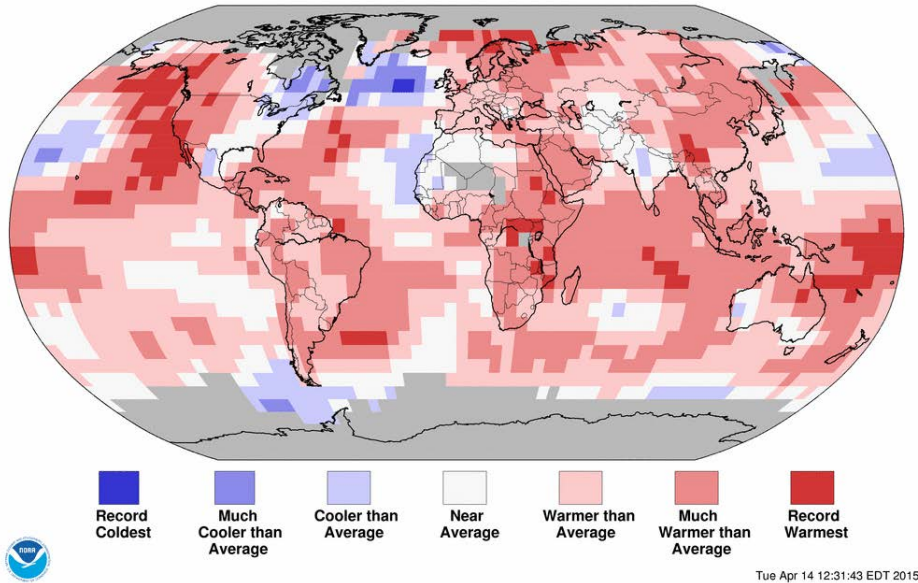 Record
Coldest
Much
Cooler than
Average
Cooler than
Average
Near
Average
Warmer than
Average
Much
Warmer than
Average
Record
Warmest
NOAA
Tue Apr 14 12:31:43 EDT 2015